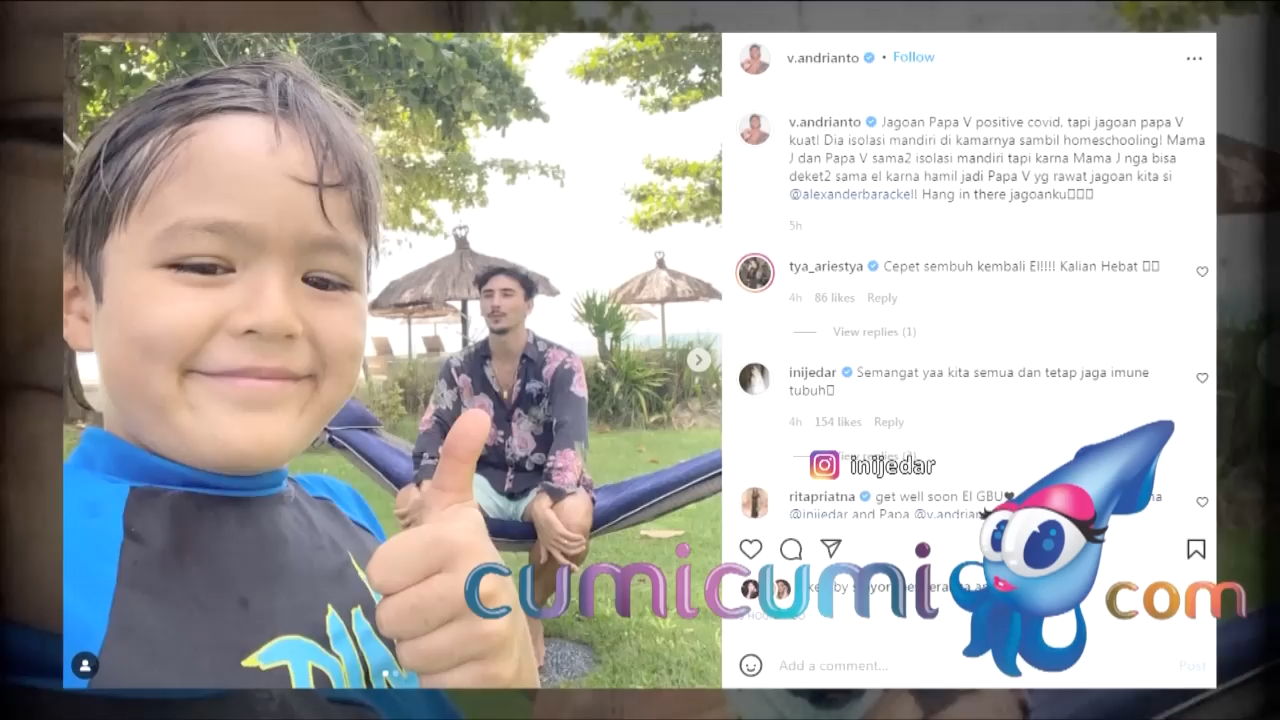 v.andrianto • Follow
v.andrianto Jagoan Papa V positive covid, tapi jagoan papa V
kuat! Dia isolasi mandiri di kamarnya sambil homeschooling! Mama
J dan Papa V sama2 isolasi mandiri tapi karna Mama J nga bisa
deket2 sama el karna hamil jadi Papa V yg rawat jagoan kita si
@alexanderbarackel! Hang in there jagoanku
5h
tya_ariestya Cepet sembuh kembali El!!!! Kalian Hebat
4h 86 likes Reply
View replies (1)
inijedar Semangat yaa kita semua dan tetap jaga imune
tubuh
4h 154 likes Reply
inijedar
ritapriatna get well soon El GBU♥
@inijedar and Papa
cumicumi com
Add a comment... Post